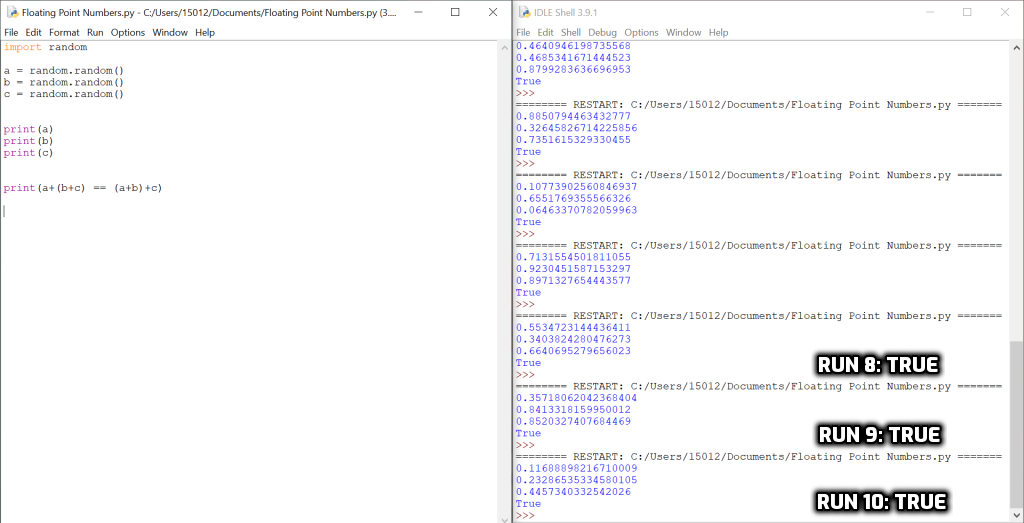 Floating Point Numbers.py - C:/Users/15012/Documents/Floating Point Numbers.py (3....
File Edit Format Run Options Window Help
import random
a = random.random()
b = random.random()
c = random.random()
print(a)
print(b)
print(c)
print(a+(b+c) == (a+b)+c)
IDLE Shell 3.9.1
File Edit Shell Debug Options Window Help
0.4640946198735568
0.4685341671444523
0.8799283636696953
True
>>>
======== RESTART: C:/Users/15012/Documents/Floating Point Numbers.py =======
0.8850794463432777
0.32645826714225856
0.7351615329330455
True
>>>
======== RESTART: C:/Users/15012/Documents/Floating Point Numbers.py =======
0.10773902560846937
0.6551769355566326
0.06463370782059963
True
>>>
======== RESTART: C:/Users/15012/Documents/Floating Point Numbers.py =======
0.7131554501811055
0.9230451587153297
0.8971327654443577
True
>>>
======== RESTART: C:/Users/15012/Documents/Floating Point Numbers.py =======
0.5534723144436411
0.3403824280476273
0.6640695279656023
True
RUN 8: TRUE
>>>
======== RESTART: C:/Users/15012/Documents/Floating Point Numbers.py =======
0.35718062042368404
0.8413318159950012
0.8520327407684469
True
RUN 9: TRUE
>>>
======== RESTART: C:/Users/15012/Documents/Floating Point Numbers.py =======
0.11688898216710009
0.23286535334580105
0.4457340332542026
True
RUN 10: TRUE
>>>